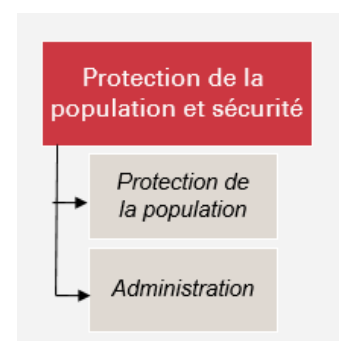 Protection de la
population et sécurité
Protection de
la population
Administration